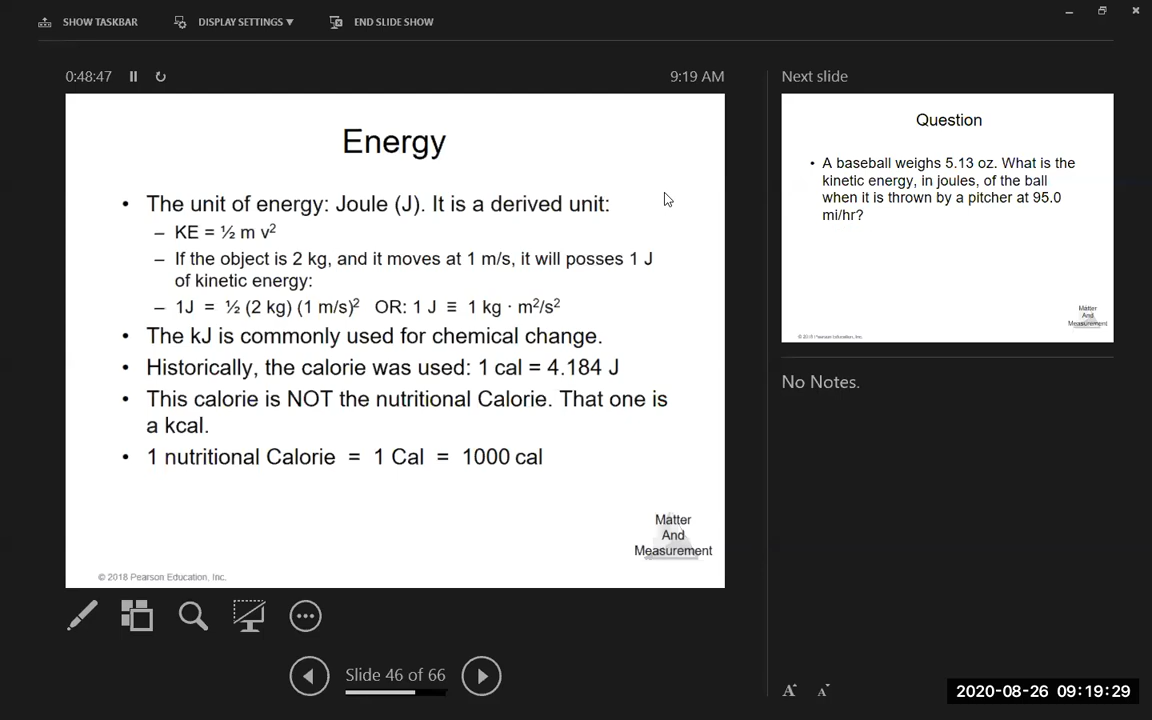 SHOW TASKBAR
DISPLAY SETTINGS ▾
END SLIDE SHOW
0:48:47
9:19 AM
Energy
• The unit of energy: Joule (J). It is a derived unit:
– KE = ½ m v²
– If the object is 2 kg, and it moves at 1 m/s, it will posses 1 J
of kinetic energy:
– 1J = ½ (2 kg) (1 m/s)² OR: 1 J ≡ 1 kg · m²/s²
• The kJ is commonly used for chemical change.
• Historically, the calorie was used: 1 cal = 4.184 J
• This calorie is NOT the nutritional Calorie. That one is
a kcal.
• 1 nutritional Calorie = 1 Cal = 1000 cal
Matter
And
Measurement
© 2018 Pearson Education, Inc.
Slide 46 of 66
Next slide
Question
• A baseball weighs 5.13 oz. What is the
kinetic energy, in joules, of the ball
when it is thrown by a pitcher at 95.0
mi/hr?
Matter
And
Measurement
© 2018 Pearson Education, Inc.
No Notes.
A A
2020-08-26 09:19:29